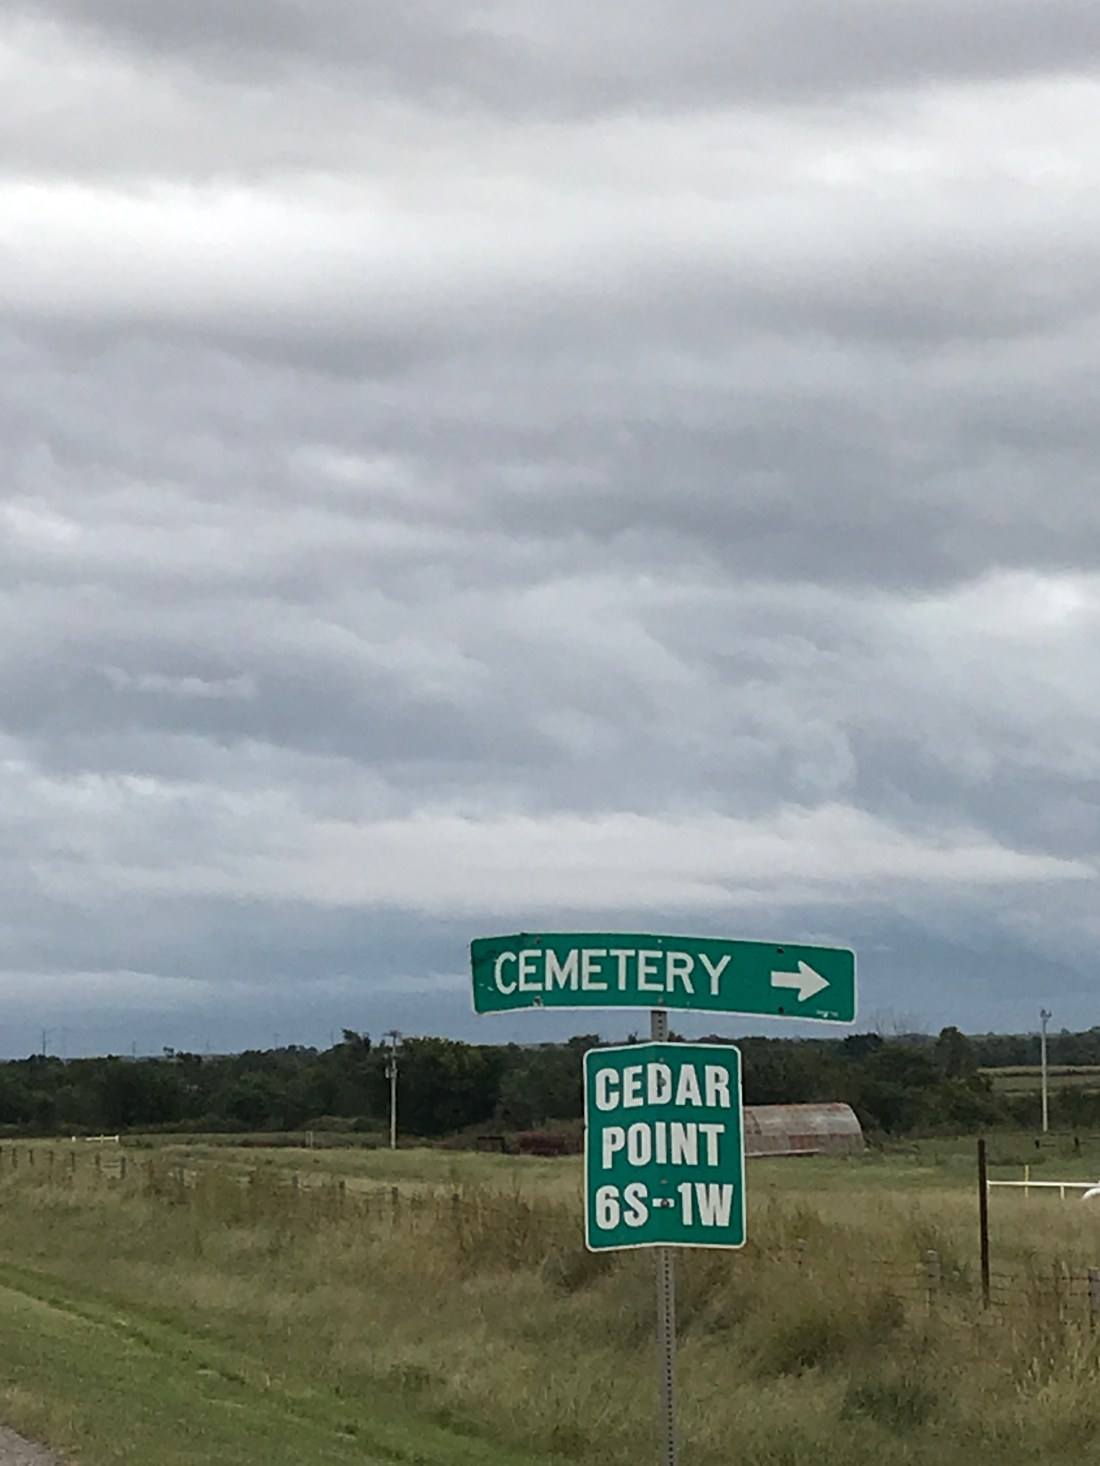 CEMETERY
CEDAR
POINT
6S-1W